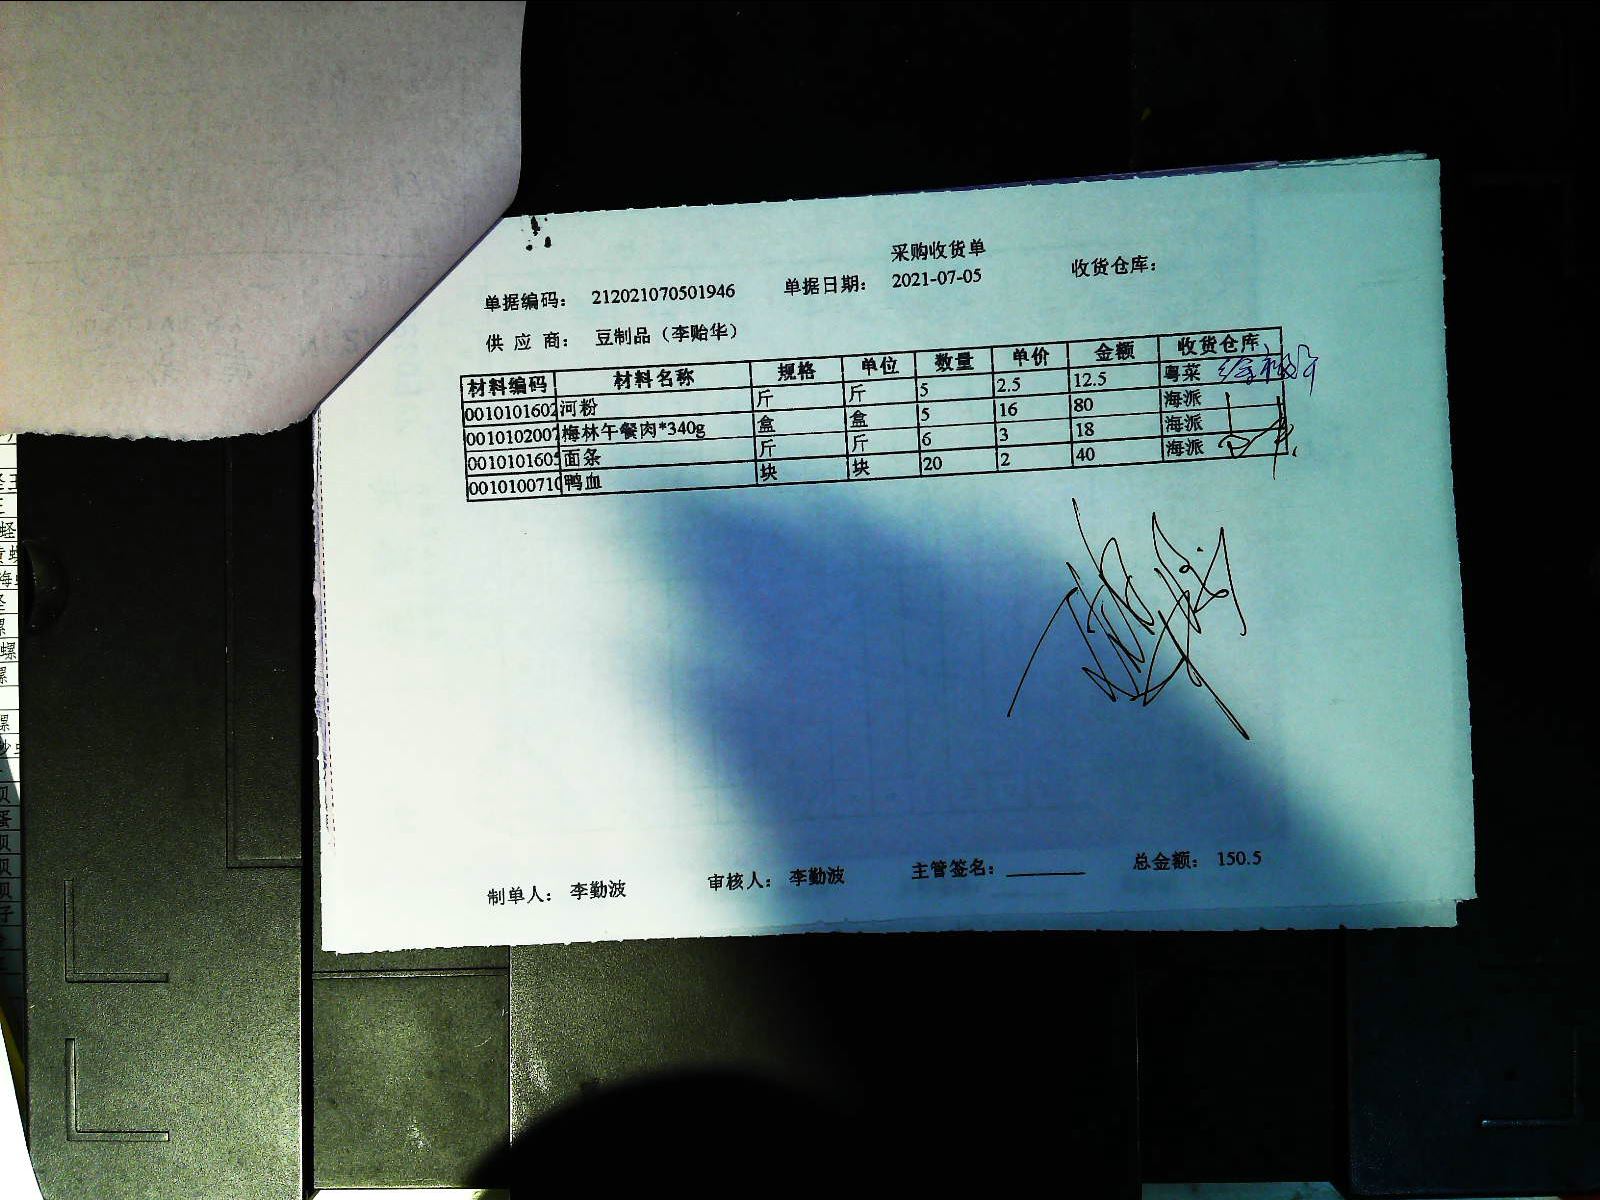 采购收货单
单据编码： 212021070501946 单据日期： 2021-07-05 收货仓库：
供 应 商： 豆制品（李贻华）
材料编码 材料名称 规格 单位 数量 单价 金额 收货仓库
0010101602 河粉 斤 斤 5 2.5 12.5 粤菜
0010102007 梅林午餐肉*340g 盒 盒 5 16 80 海派
0010101605 面条 斤 斤 6 3 18 海派
0010100710 鸭血 块 块 20 2 40 海派
制单人： 李勤波 审核人： 李勤波 主管签名： 总金额： 150.5